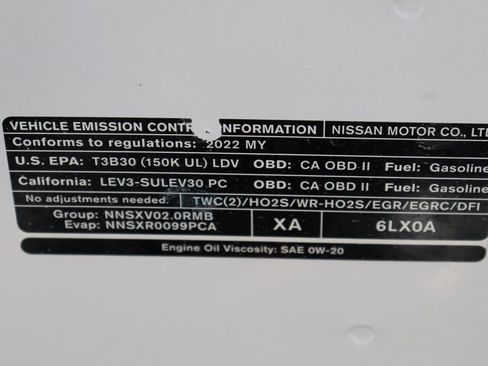 VEHICLE EMISSION CONTR INFORMATION NISSAN MOTOR CO., LT
Conforms to regulations: 2022 MY
U.S. EPA: T3B30 (150K UL) LDV OBD: CA OBD II Fuel: Gasoline
California: LEV3-SULEV30 PC OBD: CA OBD II Fuel: Gasoline
No adjustments needed. TWC(2)/HO2S/WR-HO2S/EGR/EGRC/DFI
Group: NNSXV02.0RMB XA 6LX0A
Evap: NNSXR0099PCA
Engine Oil Viscosity: SAE 0W-20